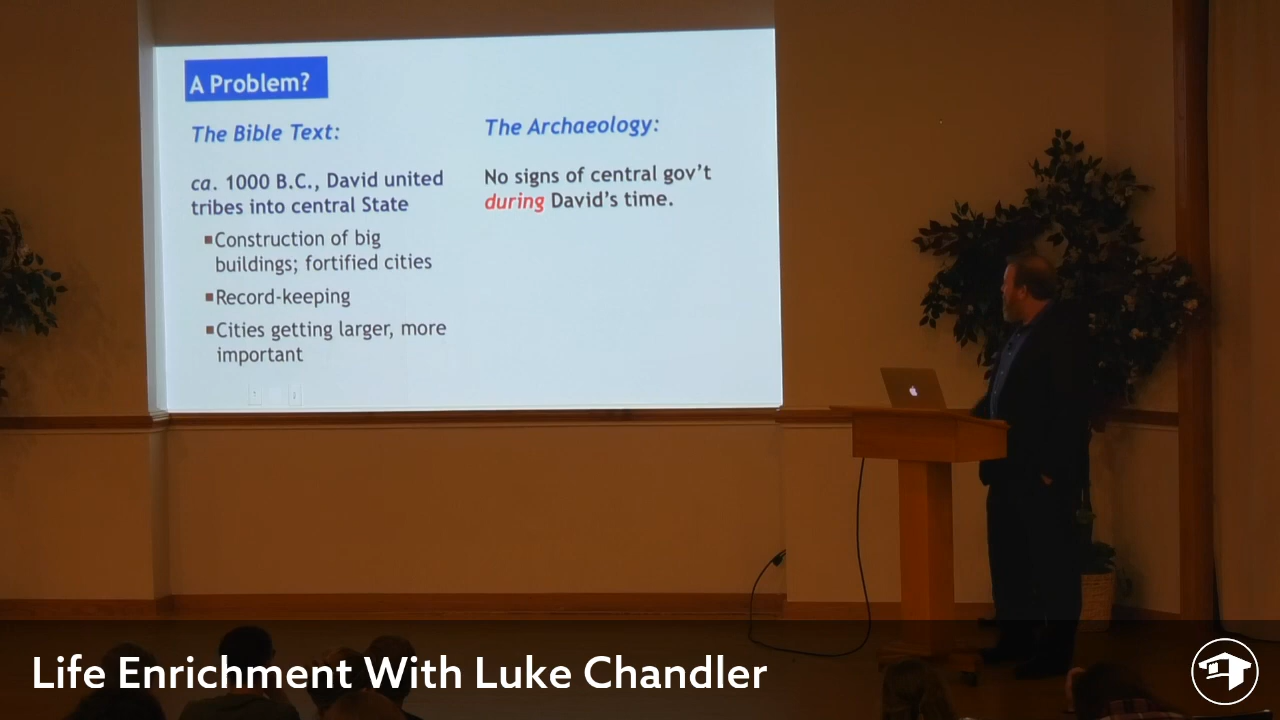 A Problem?
The Bible Text:
ca. 1000 B.C., David united
tribes into central State
■Construction of big
buildings; fortified cities
■Record-keeping
■Cities getting larger, more
important
The Archaeology:
No signs of central gov't
during David's time.
Life Enrichment With Luke Chandler